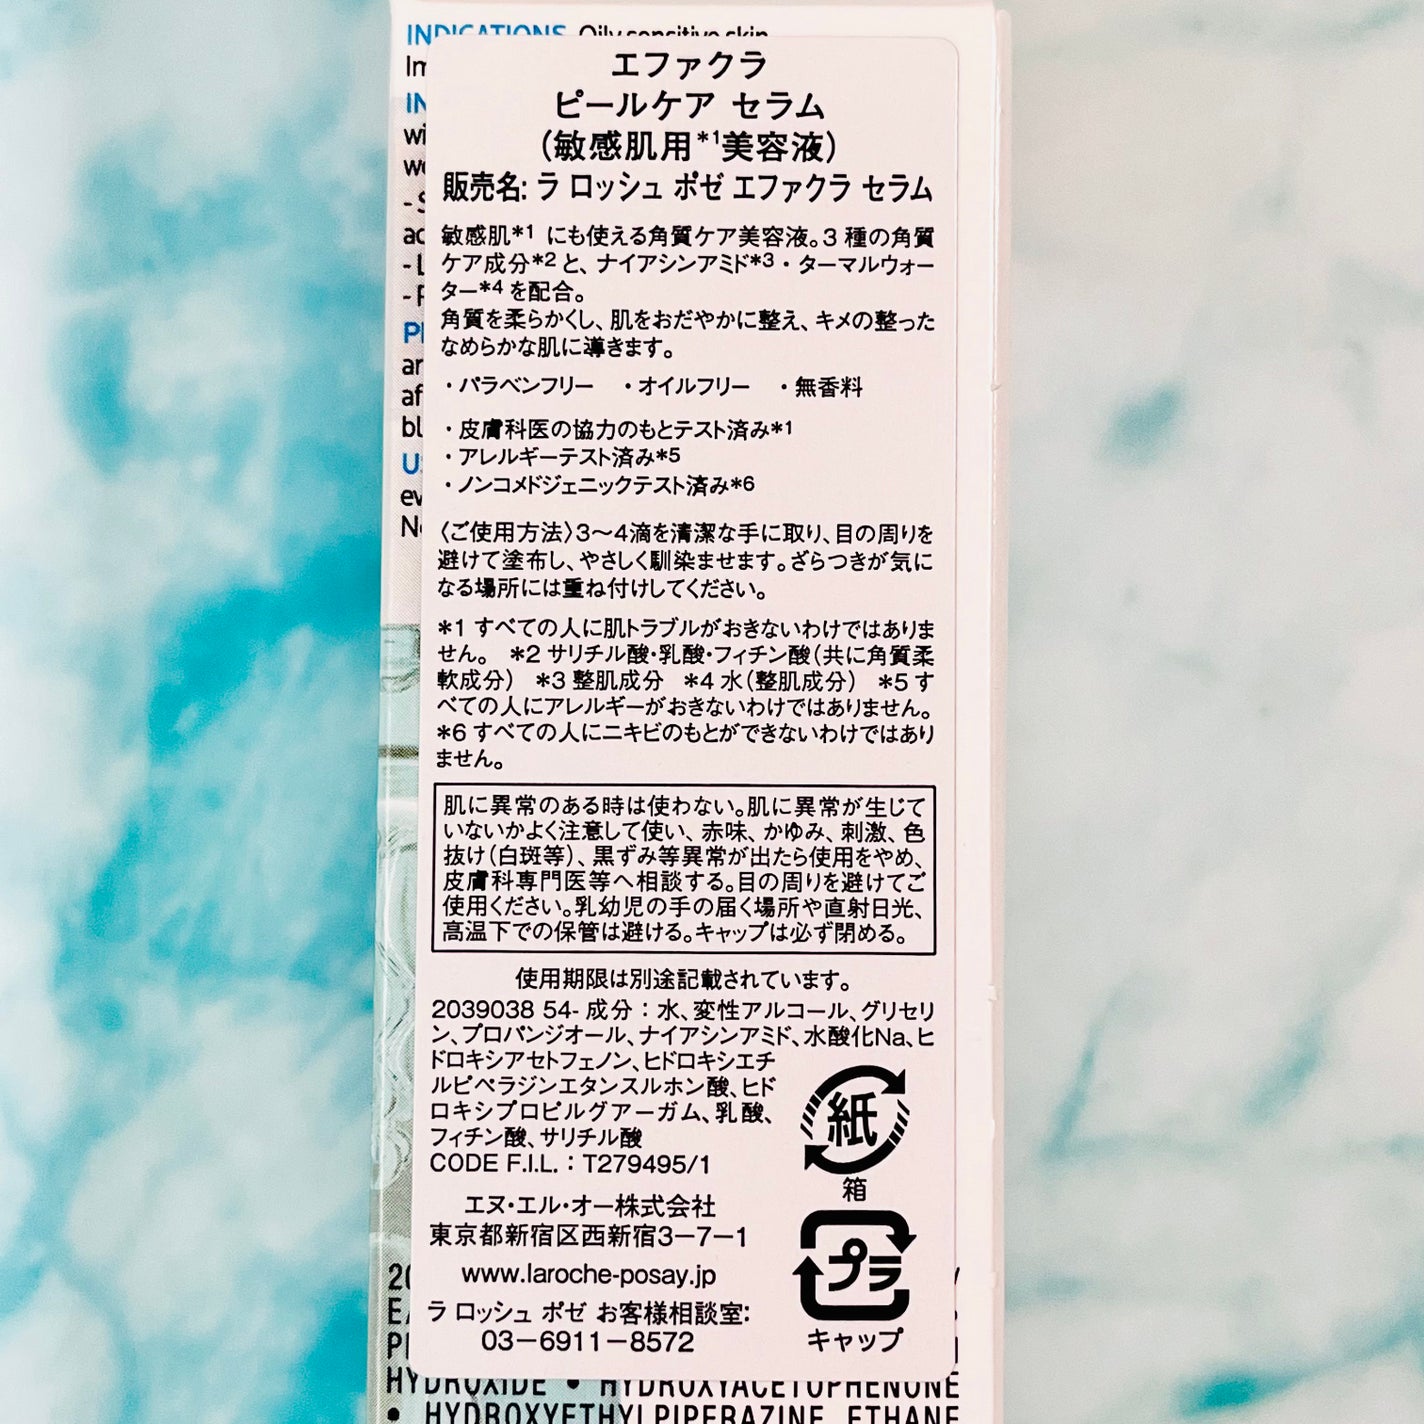 INDICATIONS Oily sensitive skin
エファクラ
ピールケア セラム
(敏感肌用*1美容液)
販売名: ラ ロッシュ ポゼ エファクラ セラム
敏感肌*1 にも使える角質ケア美容液。3 種の角質
ケア成分*2 と、ナイアシンアミド*3・ターマルウォー
ター*4 を配合。
角質を柔らかくし、肌をおだやかに整え、キメの整った
なめらかな肌に導きます。
・パラベンフリー ・オイルフリー ・無香料
・皮膚科医の協力のもとテスト済み*1
・アレルギーテスト済み*5
・ノンコメドジェニックテスト済み*6
〈ご使用方法〉3～4滴を清潔な手に取り、目の周りを
避けて塗布し、やさしく馴染ませます。ざらつきが気に
なる場所には重ね付けしてください。
*1 すべての人に肌トラブルがおきないわけではありま
せん。 *2 サリチル酸・乳酸・フィチン酸(共に角質柔
軟成分) *3 整肌成分 *4 水(整肌成分) *5 す
べての人にアレルギーがおきないわけではありません。
*6 すべての人にニキビのもとができないわけではあり
ません。
肌に異常のある時は使わない。肌に異常が生じて
いないかよく注意して使い、赤味、かゆみ、刺激、色
抜け(白斑等)、黒ずみ等異常が出たら使用をやめ、
皮膚科専門医等へ相談する。目の周りを避けてご
使用ください。乳幼児の手の届く場所や直射日光、
高温下での保管は避ける。キャップは必ず閉める。
使用期限は別途記載されています。
2039038 54- 成分：水、変性アルコール、グリセリ
ン、プロパンジオール、ナイアシンアミド、水酸化Na、ヒ
ドロキシアセトフェノン、ヒドロキシエチ
ルピペラジンエタンスルホン酸、ヒド
ロキシプロピルグアーガム、乳酸、
フィチン酸、サリチル酸
CODE F.I.L.：T279495/1
紙
箱
エヌ・エル・オー株式会社
東京都新宿区西新宿3－7－1
www.laroche-posay.jp
ラ ロッシュ ポゼ お客様相談室:
03－6911－8572
プラ
キャップ
HYDROXIDE • HYDROXYACETOPHENONE
• HYDROXYETHYLPIPERAZINE ETHANE